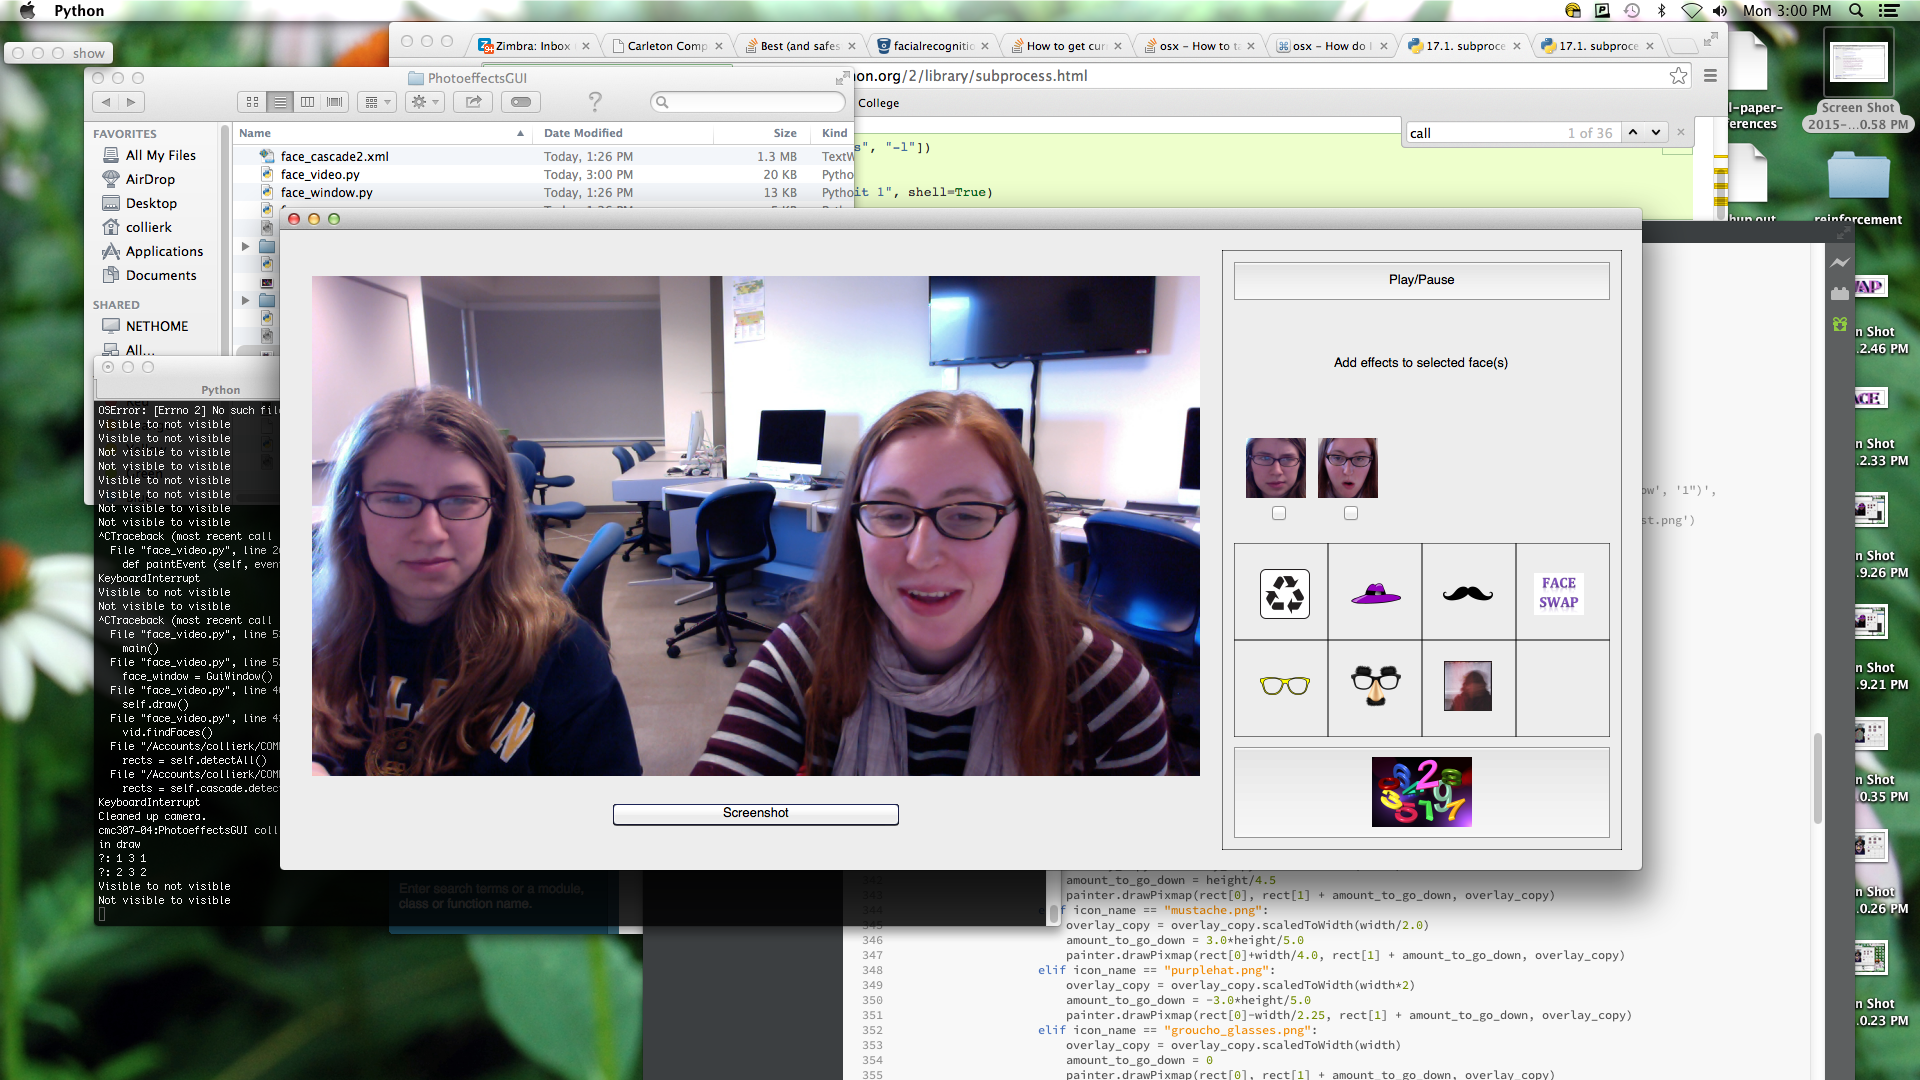 Python
Mon 3:00 PM
show
Zimbra: Inbox
Carleton Comp
Best (and safes
facialrecognitio
How to get curr
osx - How to ta
osx - How do I
17.1. subproce
17.1. subproce
PhotoeffectsGUI
on.org/2/library/subprocess.html
College
call
1 of 36
FAVORITES
All My Files
AirDrop
Desktop
collierk
Applications
Documents
SHARED
NETHOME
All...
Name
Date Modified
Size
Kind
face_cascade2.xml Today, 1:26 PM 1.3 MB TextW
face_video.py Today, 3:00 PM 20 KB Pytho
face_window.py Today, 1:26 PM 13 KB Pytho
s", "-l"])
it 1", shell=True)
l-paper-
erences
Screen Shot
2015-...0.58 PM
hup.out
reinforcement
Play/Pause
Add effects to selected face(s)
FACE
SWAP
Screenshot
Python
OSError: [Errno 2] No such file
Visible to not visible
Visible to not visible
Not visible to visible
Not visible to visible
Visible to not visible
Visible to not visible
Not visible to visible
Not visible to visible
^CTraceback (most recent call
File "face_video.py", line 20
def paintEvent (self, even
KeyboardInterrupt
Visible to not visible
Not visible to visible
^CTraceback (most recent call
File "face_video.py", line 53
main()
File "face_video.py", line 52
face_window = GuiWindow()
File "face_video.py", line 40
self.draw()
File "face_video.py", line 42
vid.findFaces()
File "/Accounts/collierk/COM
rects = self.detectAll()
File "/Accounts/collierk/COM
rects = self.cascade.detec
KeyboardInterrupt
Cleaned up camera.
cmc307-04:PhotoeffectsGUI coll
in draw
?: 1 3 1
?: 2 3 2
Visible to not visible
Not visible to visible
Enter search terms or a module,
class or function name.
ow', '1")',
st.png')
342 amount_to_go_down = height/4.5
343 painter.drawPixmap(rect[0], rect[1] + amount_to_go_down, overlay_copy)
344 elif icon_name == "mustache.png":
345 overlay_copy = overlay_copy.scaledToWidth(width/2.0)
346 amount_to_go_down = 3.0*height/5.0
347 painter.drawPixmap(rect[0]+width/4.0, rect[1] + amount_to_go_down, overlay_copy)
348 elif icon_name == "purplehat.png":
349 overlay_copy = overlay_copy.scaledToWidth(width*2)
350 amount_to_go_down = -3.0*height/5.0
351 painter.drawPixmap(rect[0]-width/2.25, rect[1] + amount_to_go_down, overlay_copy)
352 elif icon_name == "groucho_glasses.png":
353 overlay_copy = overlay_copy.scaledToWidth(width)
354 amount_to_go_down = 0
355 painter.drawPixmap(rect[0], rect[1] + amount_to_go_down, overlay_copy)
WAP
n Shot
.2.46 PM
ACE
n Shot
.2.33 PM
n Shot
.9.26 PM
n Shot
.9.21 PM
n Shot
0.35 PM
n Shot
0.26 PM
n Shot
0.23 PM